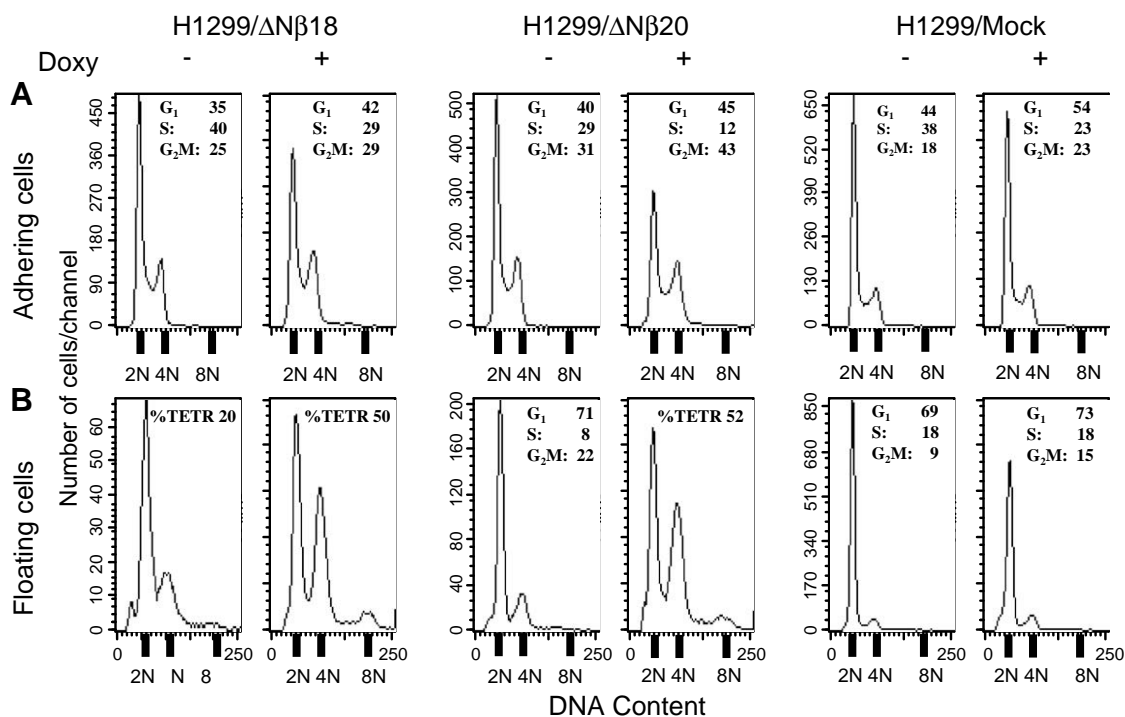 H1299/ΔNβ18 H1299/ΔNβ20 H1299/Mock
Doxy - + - + - +
A
Adhering cells
Number of cells/channel
450
360
270
180
90
0
G1 35
S: 40
G2M: 25
G1 42
S: 29
G2M: 29
500
400
300
200
100
0
G1 40
S: 29
G2M: 31
G1 45
S: 12
G2M: 43
650
520
390
260
130
0
G1 44
S: 38
G2M: 18
G1 54
S: 23
G2M: 23
2N 4N 8N 2N 4N 8N 2N 4N 8N 2N 4N 8N 2N 4N 8N 2N 4N 8N
B
Floating cells
60
50
40
30
20
10
0
%TETR 20
%TETR 50
200
160
120
80
40
0
G1 71
S: 8
G2M: 22
%TETR 52
850
680
510
340
170
0
G1 69
S: 18
G2M: 9
G1 73
S: 18
G2M: 15
0 250 0 250 0 250 0 250 0 250 0 250
2N N 8 2N 4N 8N 2N 4N 8N 2N 4N 8N 2N 4N 8N 2N 4N 8N
DNA Content